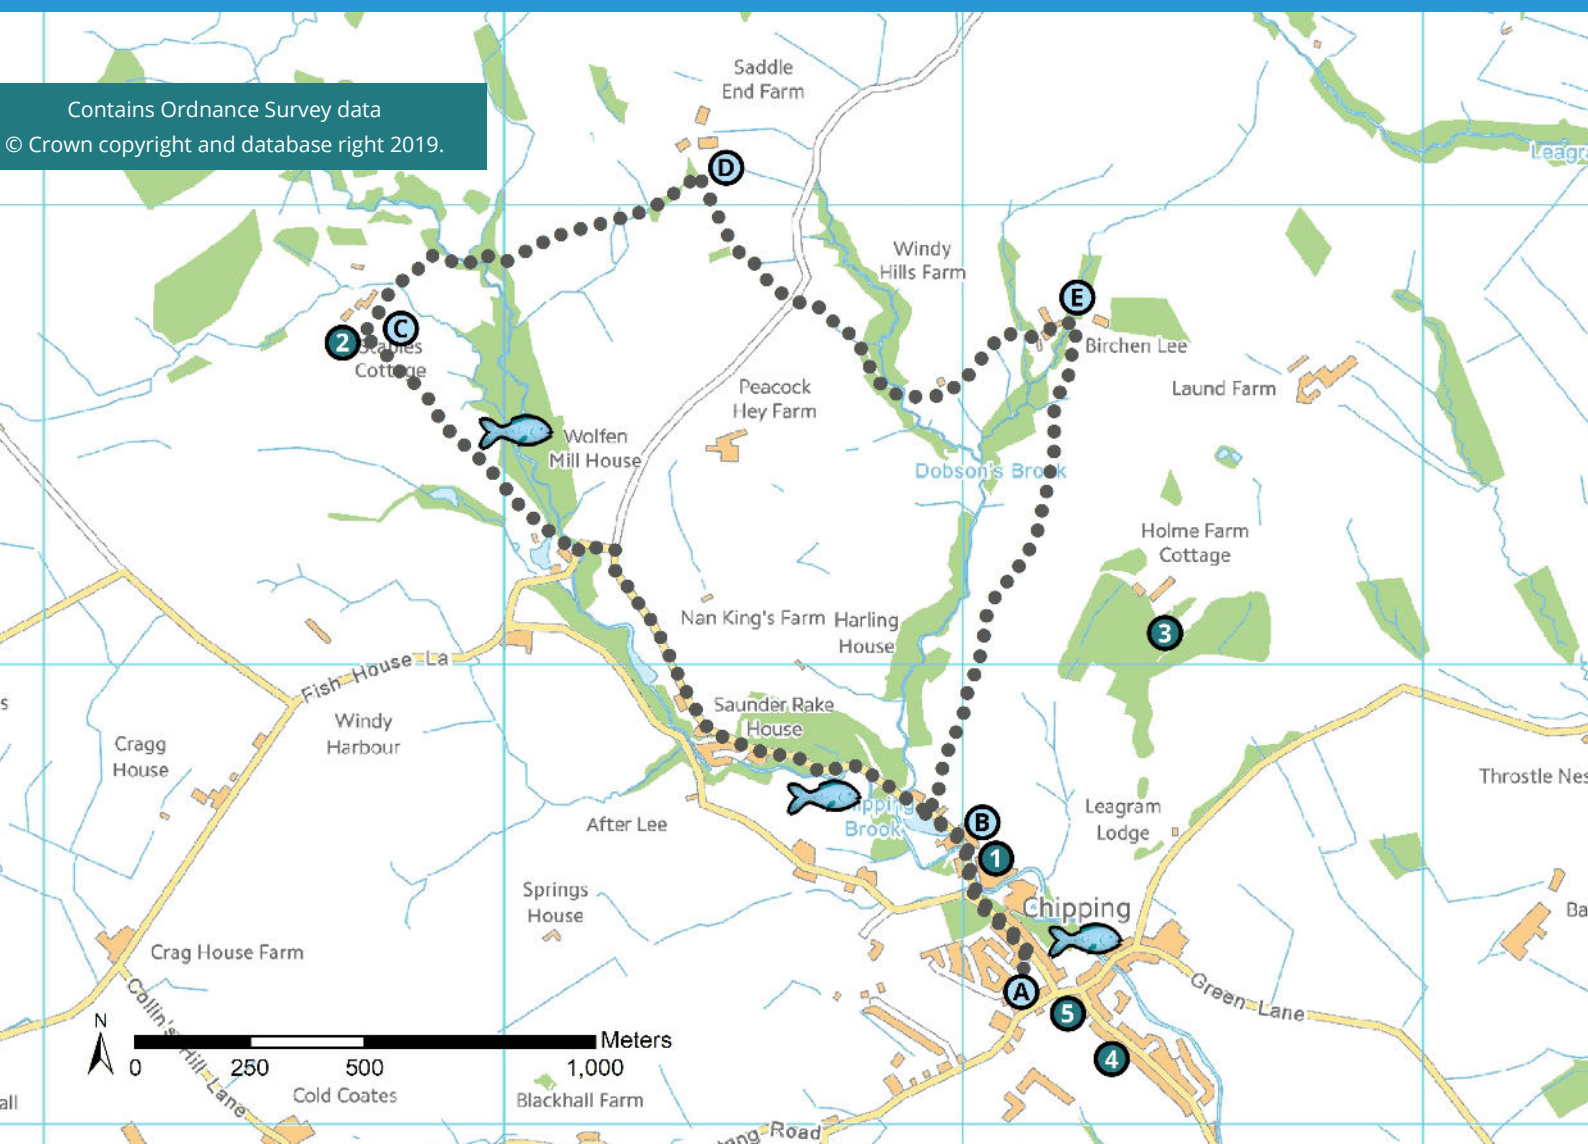 Saddle
End Farm
Contains Ordnance Survey data
© Crown copyright and database right 2019.
D
Windy
Hills Farm
E
C
2
Staples
Cottage
Birchen Lee
Laund Farm
Peacock
Hey Farm
Wolfen
Mill House
Dobson's Brook
Holme Farm
Cottage
Nan King's Farm
Harling
House
3
Fish House La
Saunder Rake
House
Windy
Harbour
Cragg
House
Throstle
After Lee
Brook
Leagram
Lodge
B
1
Springs
House
Chipping
Crag House Farm
A
5
4
Green Lane
Collin's Hill Lane
N
Meters
0 250 500 1,000
Cold Coates
Blackhall Farm
Road